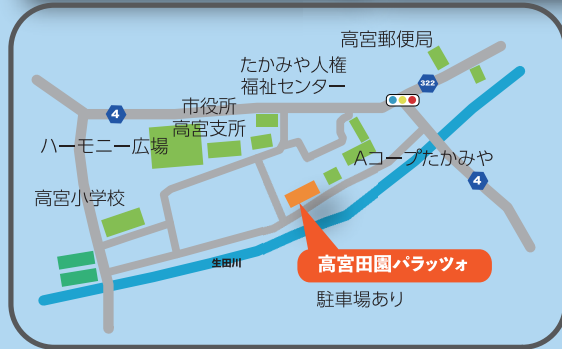 高宮郵便局
322
たかみや人権
福祉センター
4
市役所
高宮支所
ハーモニー広場
Aコープたかみや
4
高宮小学校
生田川
高宮田園パラッツォ
駐車場あり